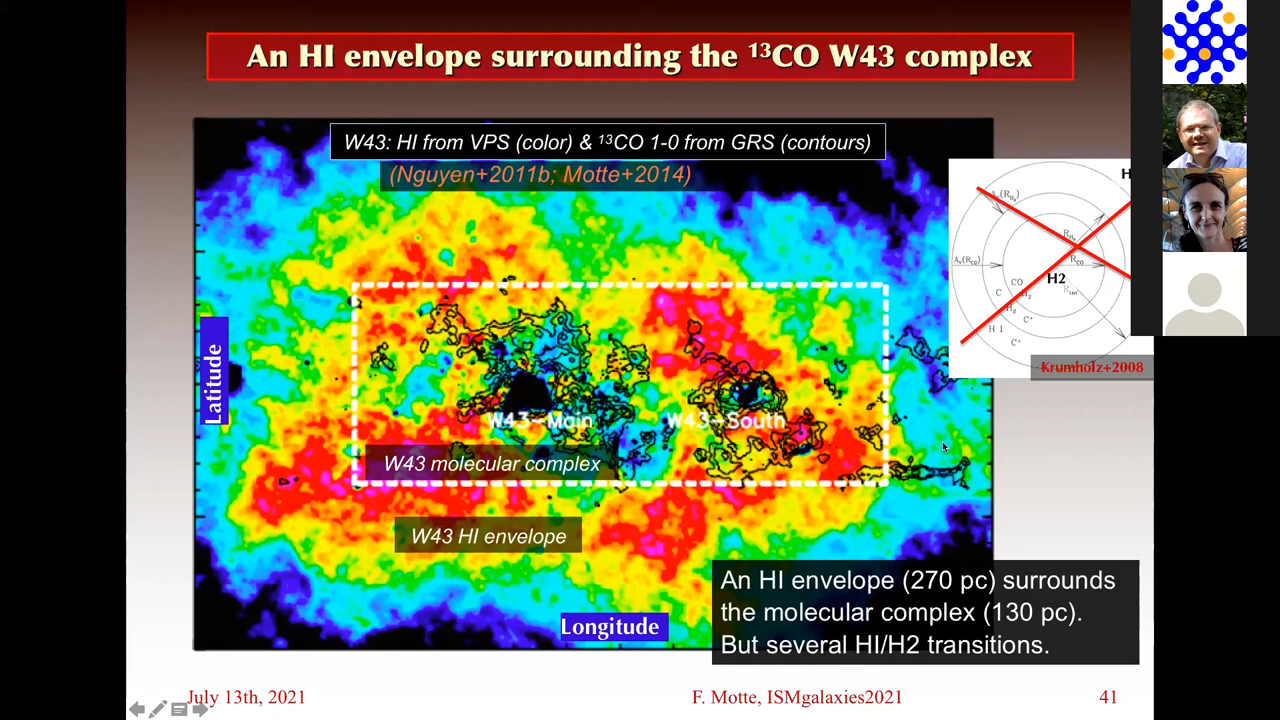 An HI envelope surrounding the ¹³CO W43 complex
W43: HI from VPS (color) & ¹³CO 1-0 from GRS (contours)
(Nguyen+2011b; Motte+2014)
Latitude
W43-Main
W43-South
W43 molecular complex
W43 HI envelope
Longitude
H
R_CO
H2
CO
C
H₂
H₂
C⁺
H I
C⁺
Krumholz+2008
An HI envelope (270 pc) surrounds
the molecular complex (130 pc).
But several HI/H2 transitions.
July 13th, 2021
F. Motte, ISMgalaxies2021
41